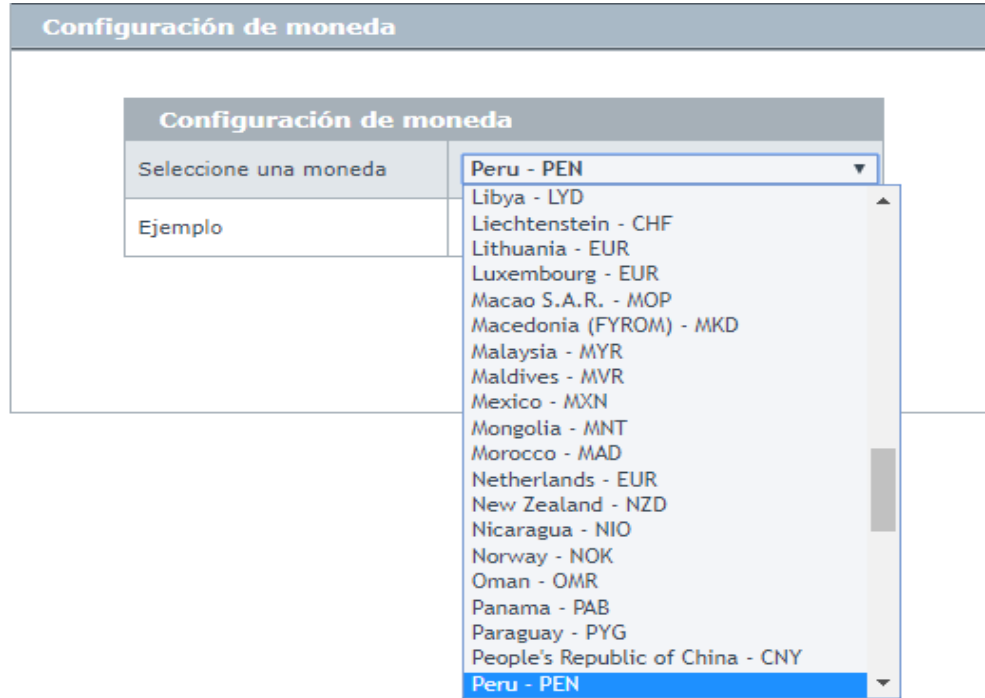 Configuración de moneda
Configuración de moneda
Seleccione una moneda
Peru - PEN
Ejemplo
Libya - LYD
Liechtenstein - CHF
Lithuania - EUR
Luxembourg - EUR
Macao S.A.R. - MOP
Macedonia (FYROM) - MKD
Malaysia - MYR
Maldives - MVR
Mexico - MXN
Mongolia - MNT
Morocco - MAD
Netherlands - EUR
New Zealand - NZD
Nicaragua - NIO
Norway - NOK
Oman - OMR
Panama - PAB
Paraguay - PYG
People's Republic of China - CNY
Peru - PEN